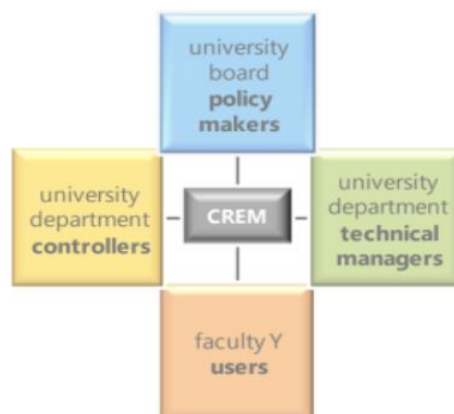 university
board
policy
makers
university
department
controllers
CREM
university
department
technical
managers
faculty Y
users